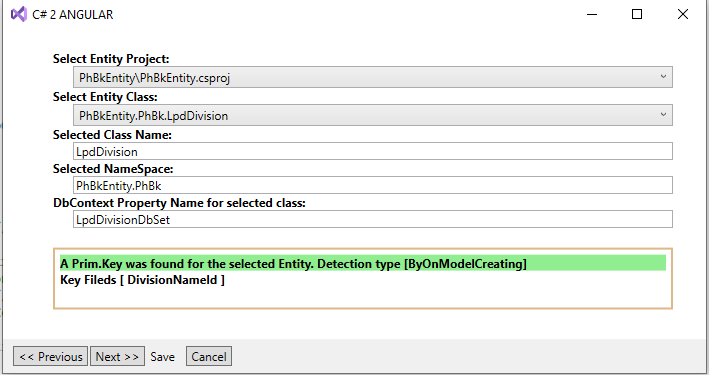 C# 2 ANGULAR
Select Entity Project:
PhBkEntity\PhBkEntity.csproj
Select Entity Class:
PhBkEntity.PhBk.LpdDivision
Selected Class Name:
LpdDivision
Selected NameSpace:
PhBkEntity.PhBk
DbContext Property Name for selected class:
LpdDivisionDbSet
A Prim.Key was found for the selected Entity. Detection type [ByOnModelCreating]
Key Fileds [ DivisionNameId ]
<< Previous Next >> Save Cancel